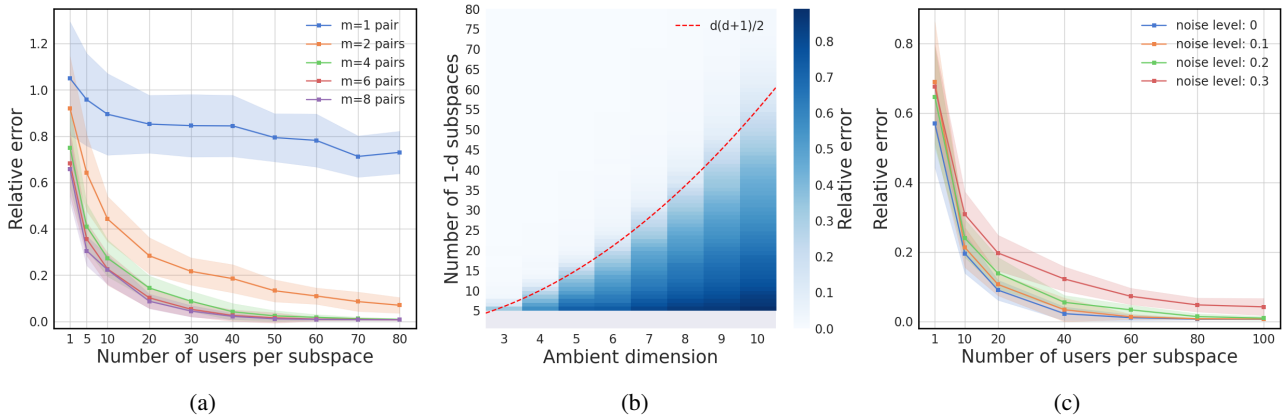 1.2
1.0
0.8
0.6
0.4
0.2
0.0
Relative error
m=1 pair
m=2 pairs
m=4 pairs
m=6 pairs
m=8 pairs
1 5 10 20 30 40 50 60 70 80
Number of users per subspace
(a)
80
75
70
65
60
55
50
45
40
35
30
25
20
15
10
5
Number of 1-d subspaces
d(d+1)/2
3 4 5 6 7 8 9 10
Ambient dimension
0.8
0.7
0.6
0.5
0.4
0.3
0.2
0.1
0.0
Relative error
(b)
0.8
0.6
0.4
0.2
0.0
Relative error
noise level: 0
noise level: 0.1
noise level: 0.2
noise level: 0.3
1 10 20 40 60 80 100
Number of users per subspace
(c)